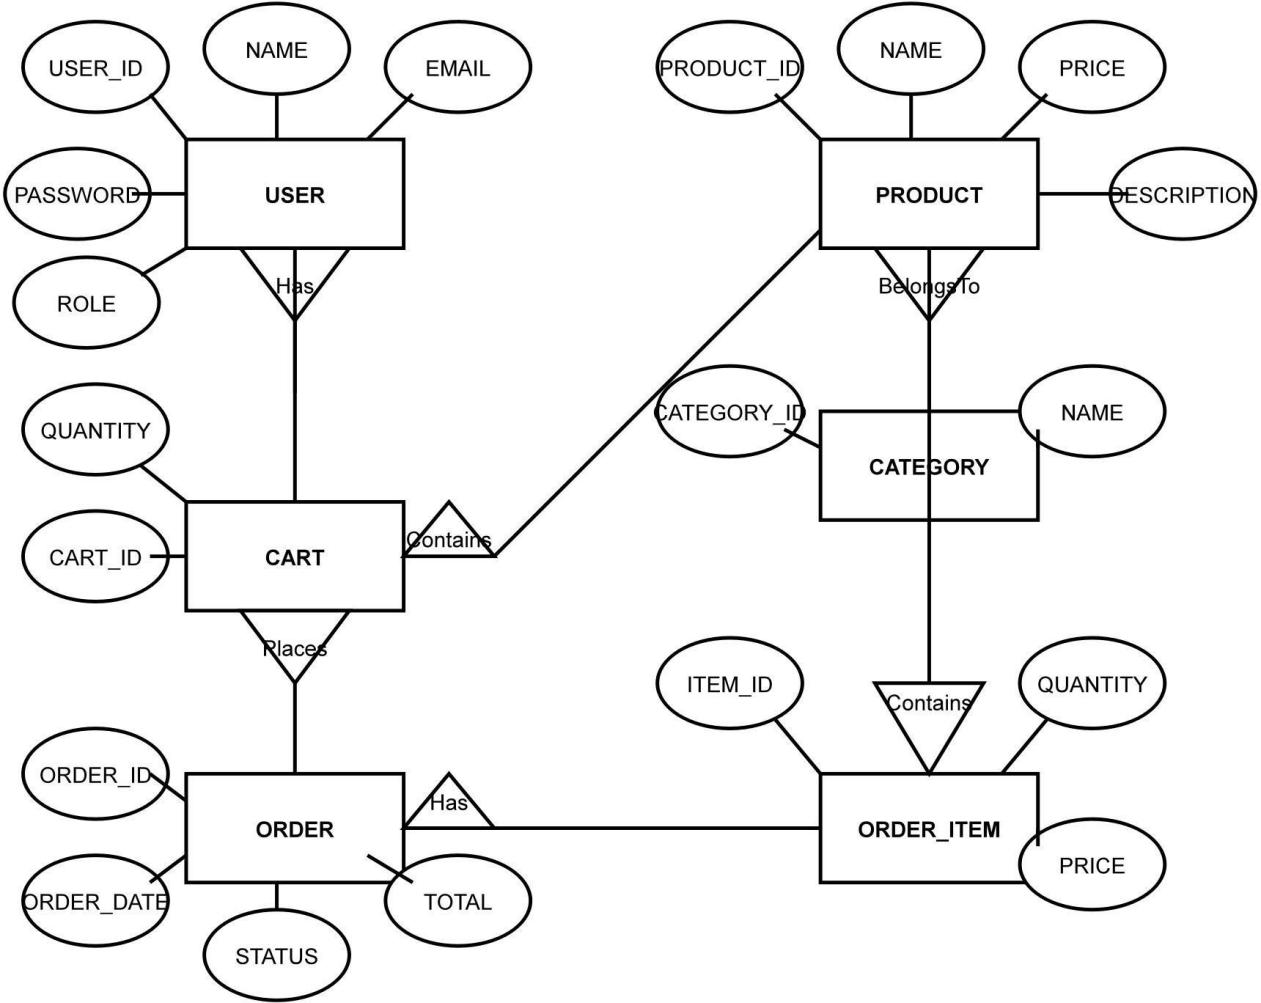 USER_ID
NAME
EMAIL
PRODUCT_ID
NAME
PRICE
PASSWORD
USER
PRODUCT
DESCRIPTION
ROLE
Has
BelongsTo
QUANTITY
CATEGORY_ID
NAME
CATEGORY
CART_ID
CART
Contains
Places
ITEM_ID
Contains
QUANTITY
ORDER_ID
ORDER
Has
ORDER_ITEM
PRICE
ORDER_DATE
TOTAL
STATUS